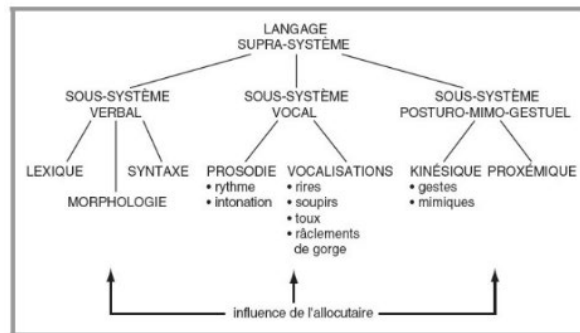 LANGAGE
SUPRA-SYSTÈME
SOUS-SYSTÈME
VERBAL
SOUS-SYSTÈME
VOCAL
SOUS-SYSTÈME
POSTURO-MIMO-GESTUEL
LEXIQUE
SYNTAXE
MORPHOLOGIE
PROSODIE
• rythme
• intonation
VOCALISATIONS
• rires
• soupirs
• toux
• râclements
de gorge
KINÉSIQUE
• gestes
• mimiques
PROXÉMIQUE
influence de l'allocutaire